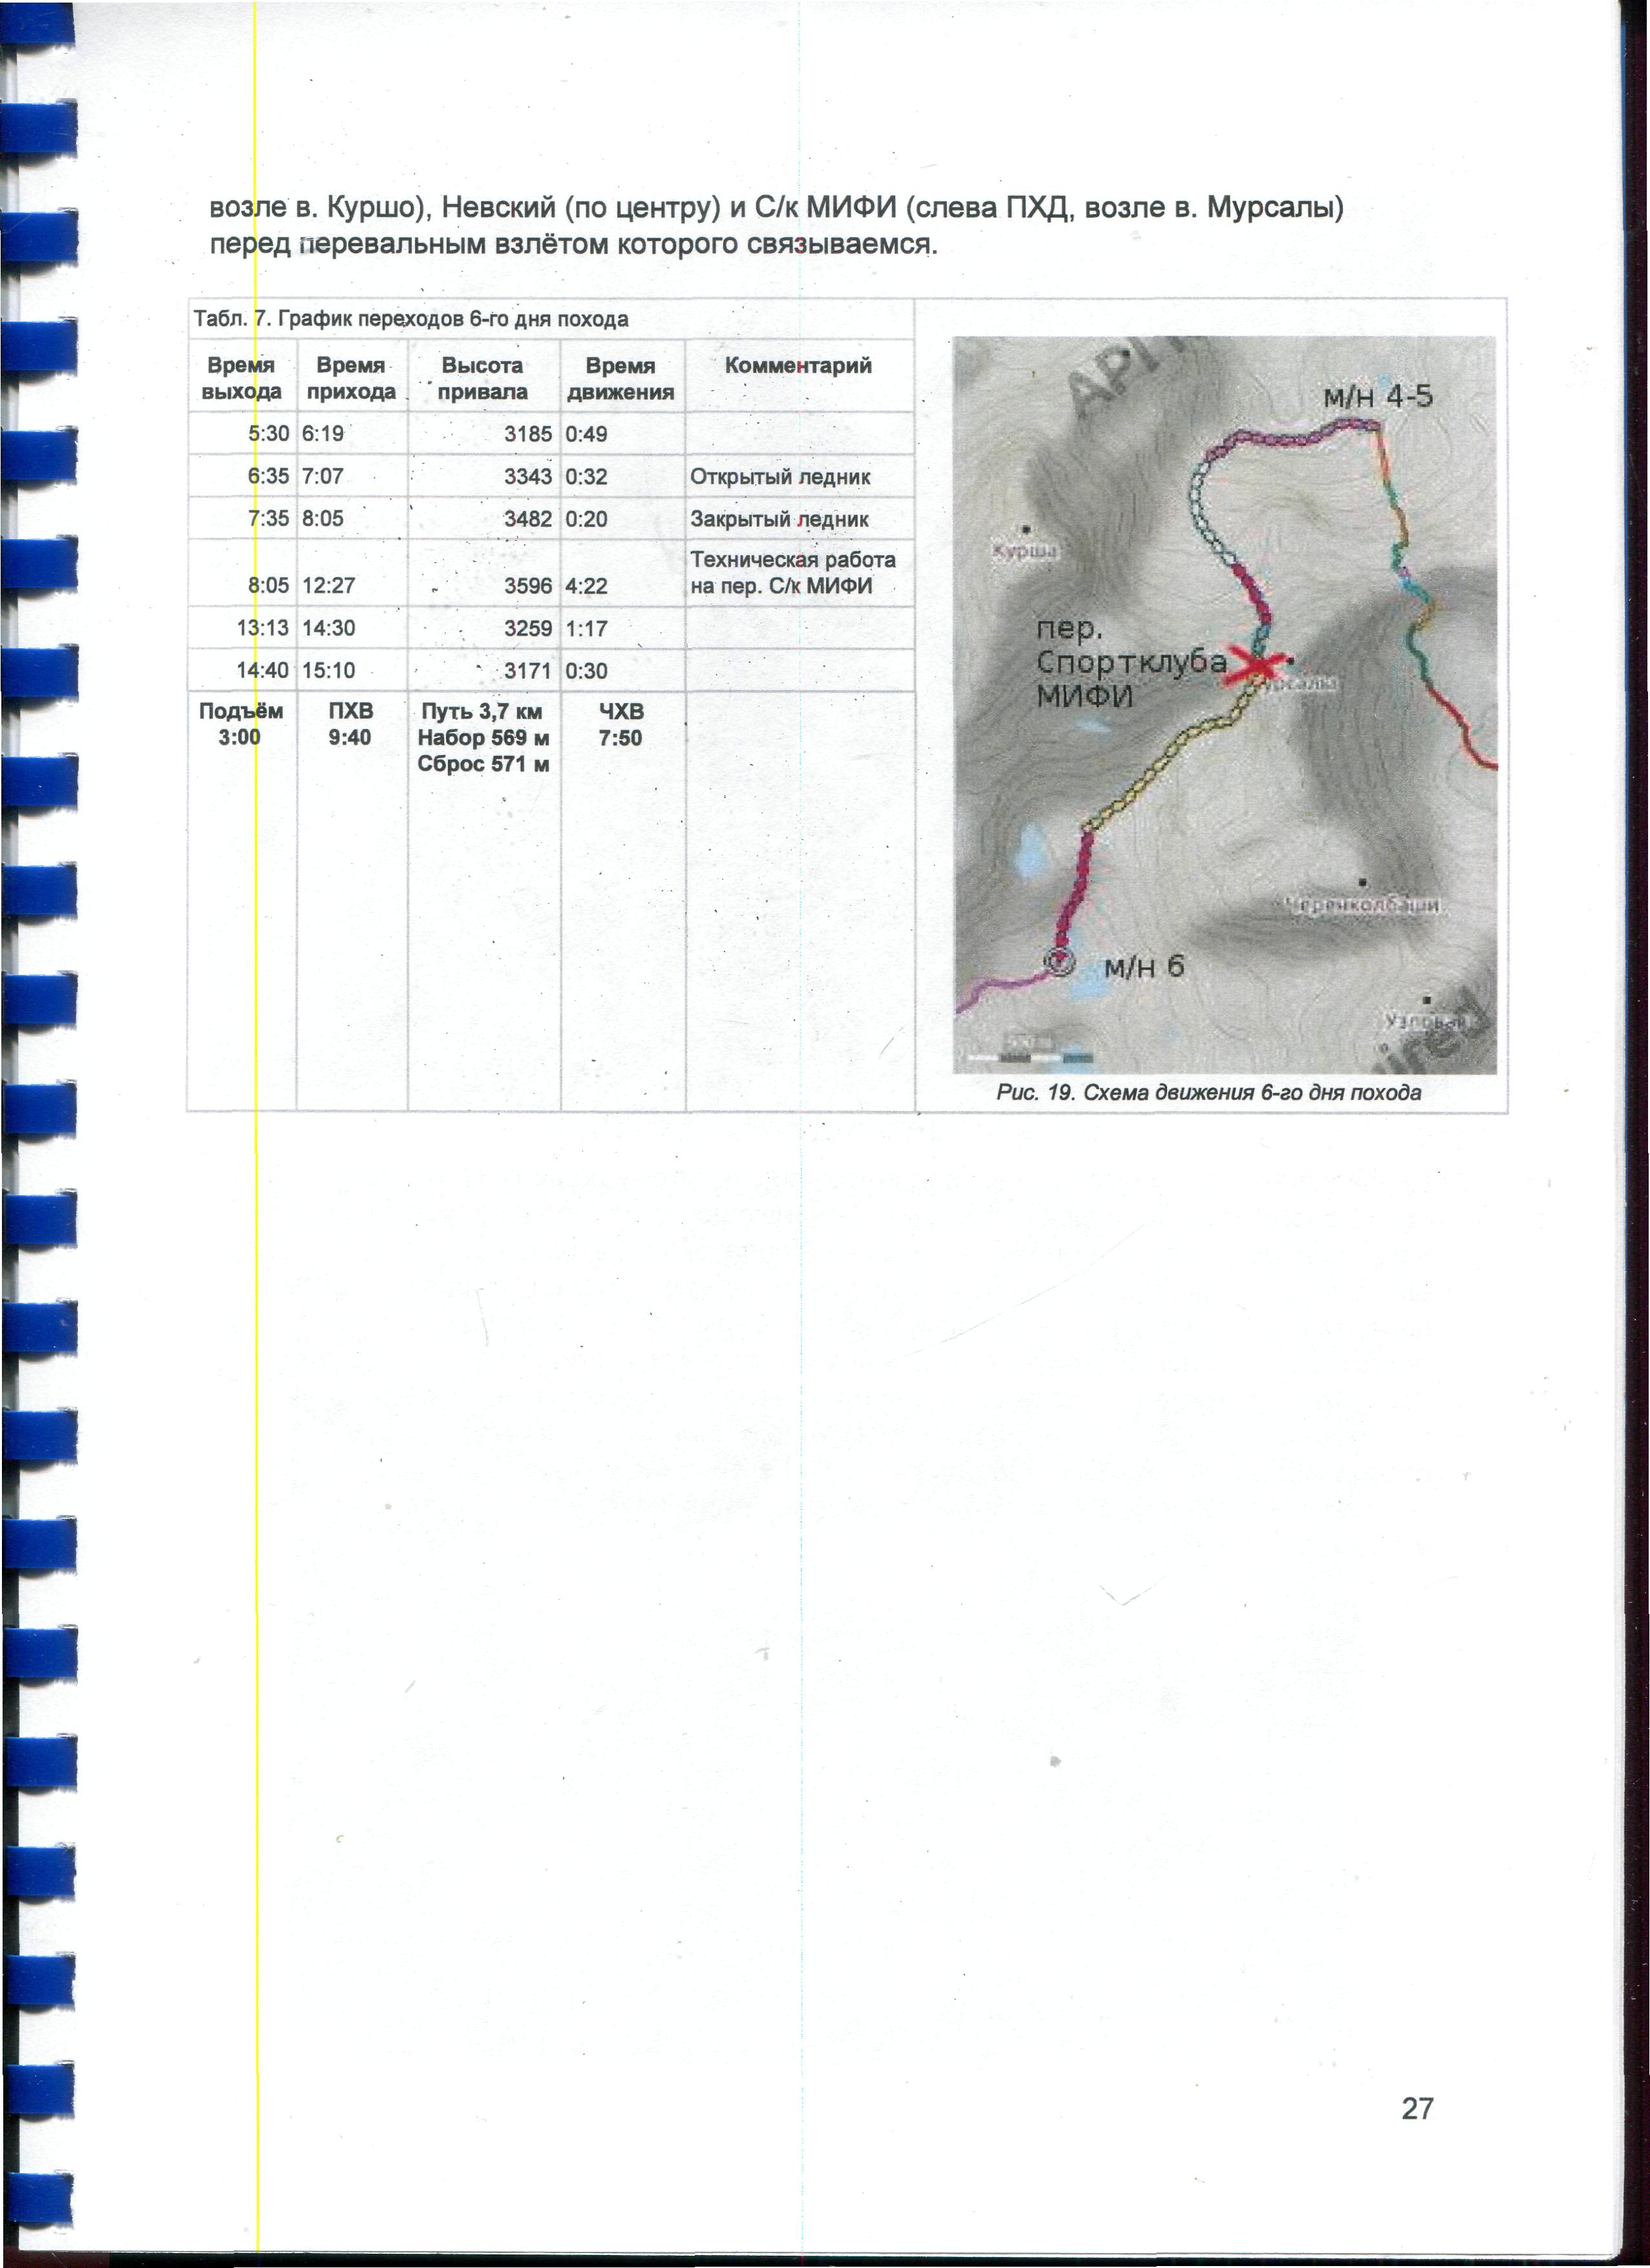 возле в. Куршо), Невский (по центру) и С/к МИФИ (слева ПХД, возле в. Мурсалы)
перед перевальным взлётом которого связываемся.
Табл. 7. График переходов 6-го дня похода
Время выхода Время прихода Высота привала Время движения Комментарий
5:30 6:19 3185 0:49
6:35 7:07 3343 0:32 Открытый ледник
7:35 8:05 3482 0:20 Закрытый ледник
8:05 12:27 3596 4:22 Техническая работа на пер. С/к МИФИ
13:13 14:30 3259 1:17
14:40 15:10 3171 0:30
Подъём ПХВ Путь 3,7 км ЧХВ
3:00 9:40 Набор 569 м 7:50
Сброс 571 м
API
м/н 4-5
Курша
пер.
Спортклуба
МИФИ
Черенколбаши
м/н 6
Рис. 19. Схема движения 6-го дня похода
27